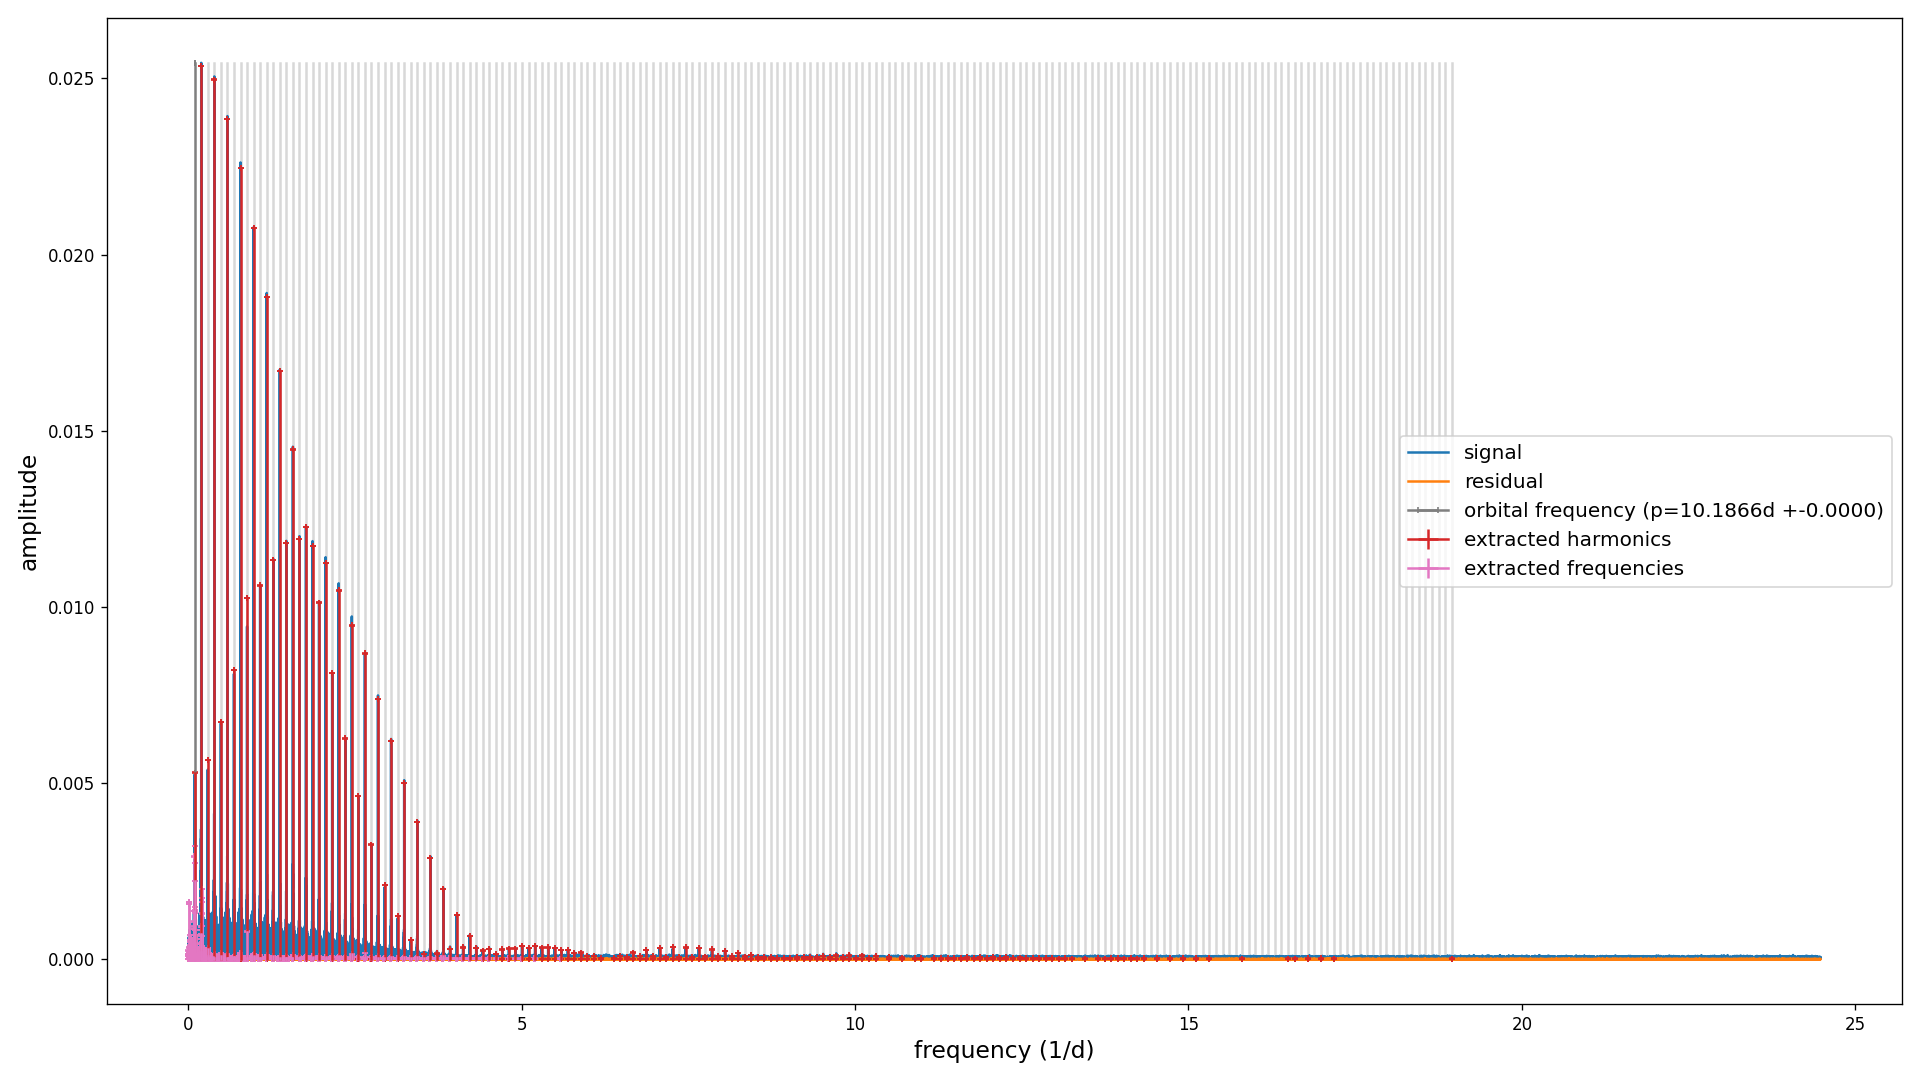 0.025
0.020
0.015
0.010
0.005
0.000
amplitude
signal
residual
orbital frequency (p=10.1866d +-0.0000)
extracted harmonics
extracted frequencies
0 5 10 15 20 25
frequency (1/d)